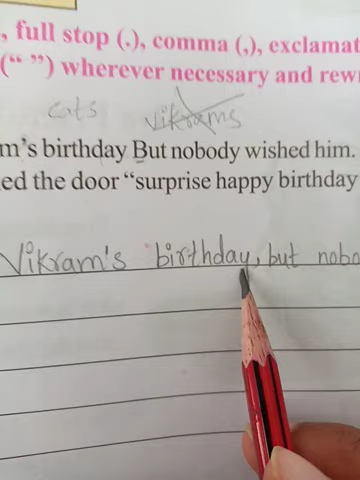 , full stop (.), comma (,), exclamat
(“ ”) wherever necessary and rew
cats vikrams
m's birthday But nobody wished him.
ed the door “surprise happy birthday
Vikram's birthday, but nobo